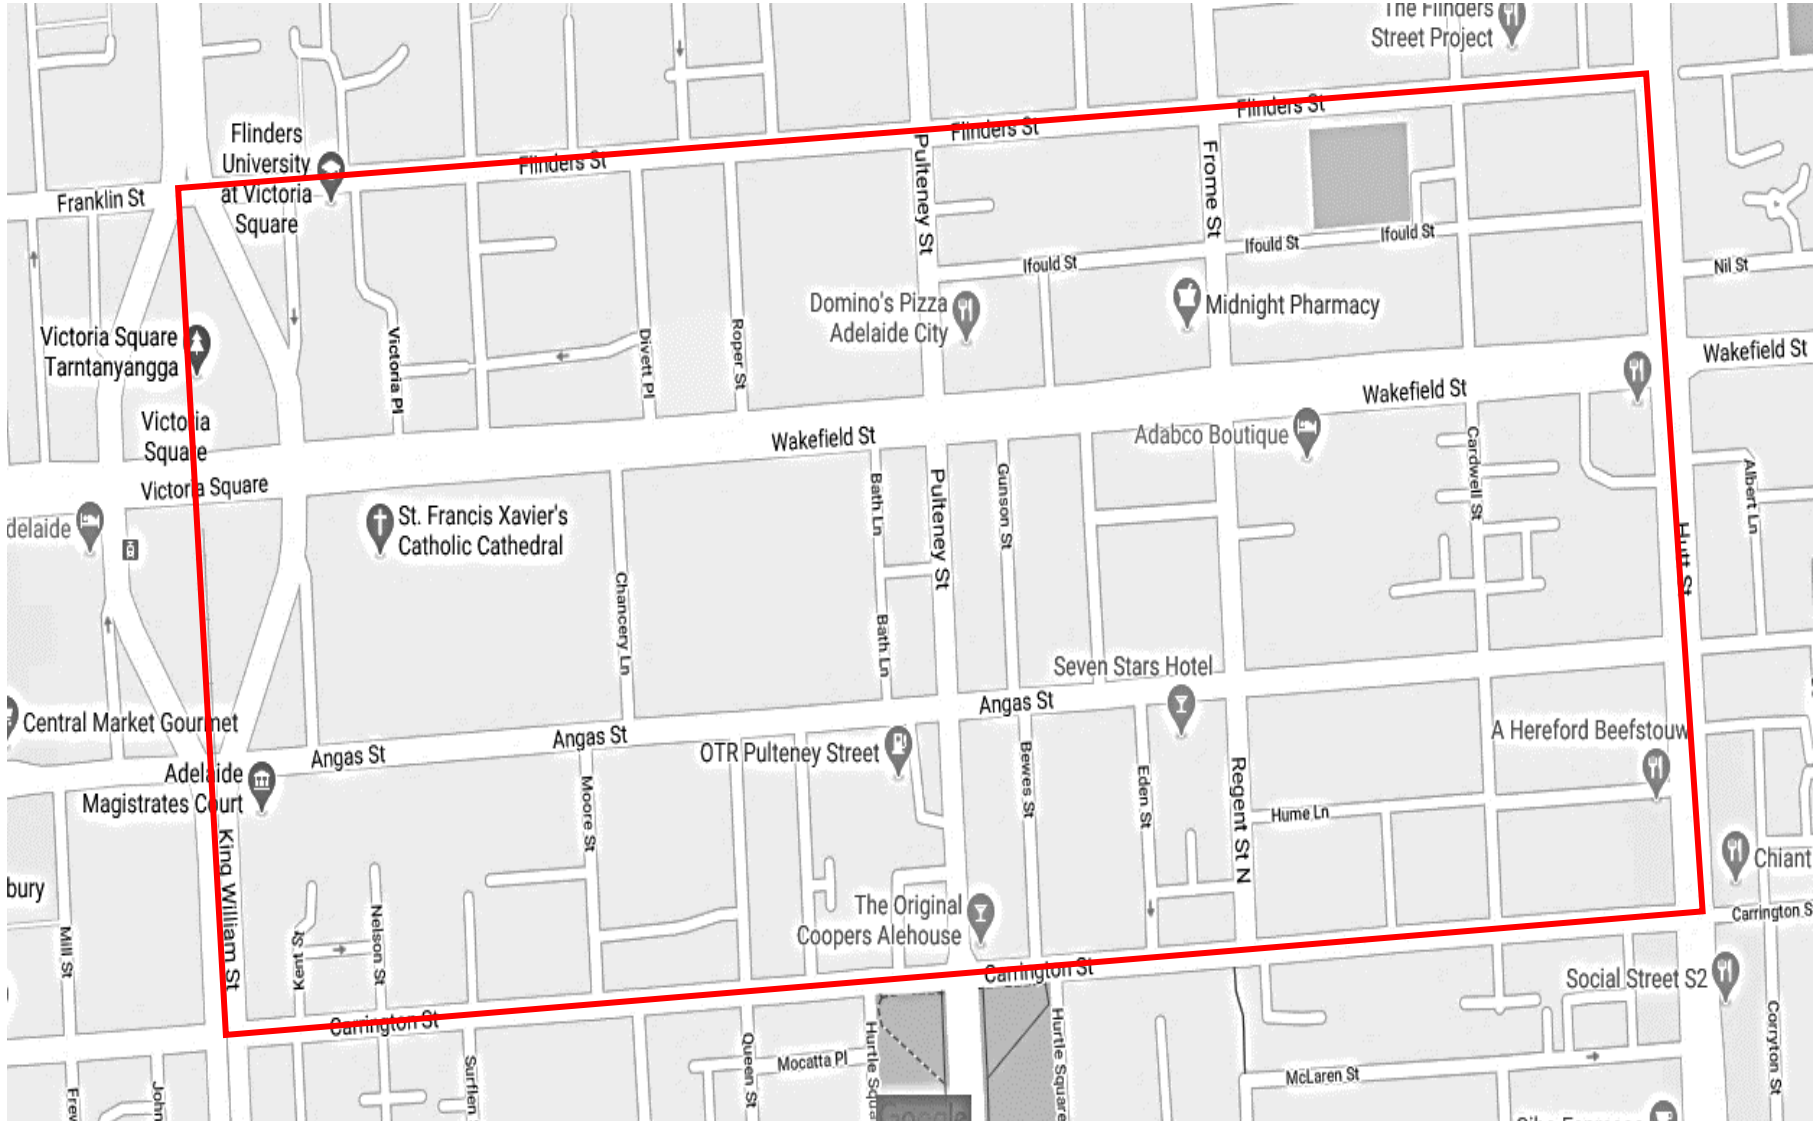 The Flinders
Street Project
Flinders St
Flinders St
Flinders St
Flinders
University
at Victoria
Square
Franklin St
Pulteney St
Frome St
Ifould St
Ifould St
Ifould St
Nil St
Domino's Pizza
Adelaide City
Midnight Pharmacy
Victoria Square
Tarntanyangga
Victoria Pl
Divett Pl
Roper St
Wakefield St
Wakefield St
Wakefield St
Victoria
Square
Victoria Square
Adabco Boutique
Cardwell St
Albert Ln
delaide
St. Francis Xavier's
Catholic Cathedral
Bath Ln
Bath Ln
Pulteney St
Gunson St
Hutt St
Chancery Ln
Seven Stars Hotel
Central Market Gourmet
Angas St
Angas St
Angas St
OTR Pulteney Street
A Hereford Beefstouw
Adelaide
Magistrates Court
Moore St
Bewes St
Eden St
Regent St N
Hume Ln
King William St
Chiant
bury
The Original
Coopers Alehouse
Mill St
Kent St
Nelson St
Carrington S
Carrington St
Carrington St
Social Street S2
Queen St
Mocatta Pl
Hurtle Squa
Hurtle Square
McLaren St
Corryton St
Surflen
Frew
John
Google